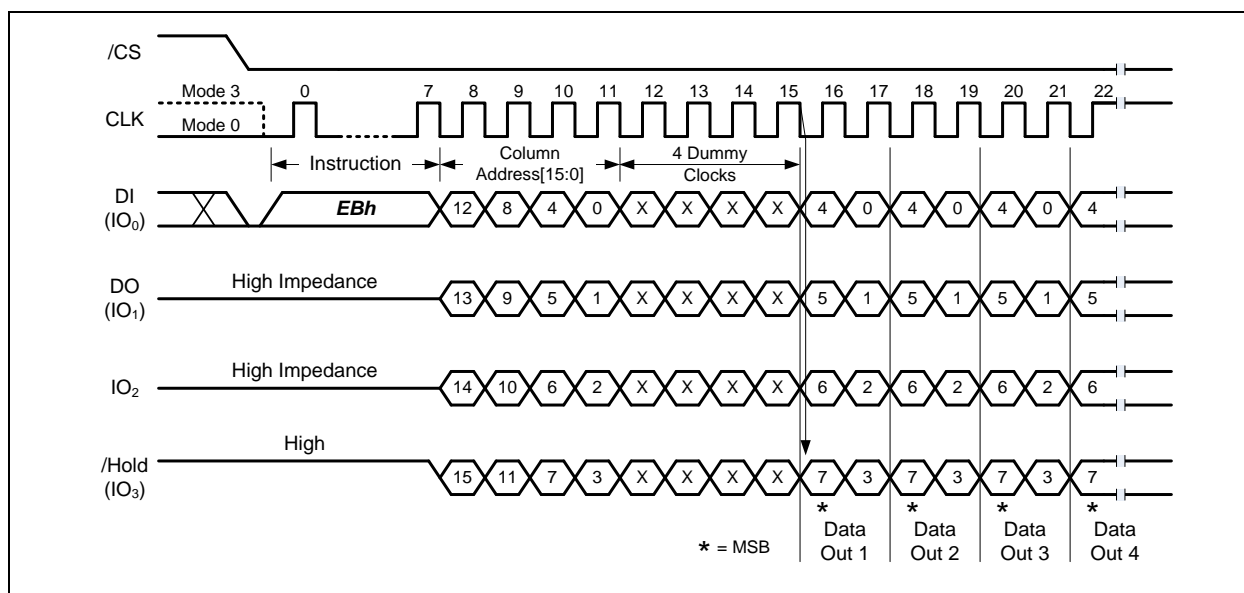 /CS
Mode 3
Mode 0
CLK
0 7 8 9 10 11 12 13 14 15 16 17 18 19 20 21 22
Instruction
Column
Address[15:0]
4 Dummy
Clocks
DI
(IO0)
EBh 12 8 4 0 X X X X 4 0 4 0 4 0 4
DO
(IO1)
High Impedance
13 9 5 1 X X X X 5 1 5 1 5 1 5
IO2
High Impedance
14 10 6 2 X X X X 6 2 6 2 6 2 6
/Hold
(IO3)
High
15 11 7 3 X X X X 7 3 7 3 7 3 7
* * * *
* = MSB
Data
Out 1
Data
Out 2
Data
Out 3
Data
Out 4